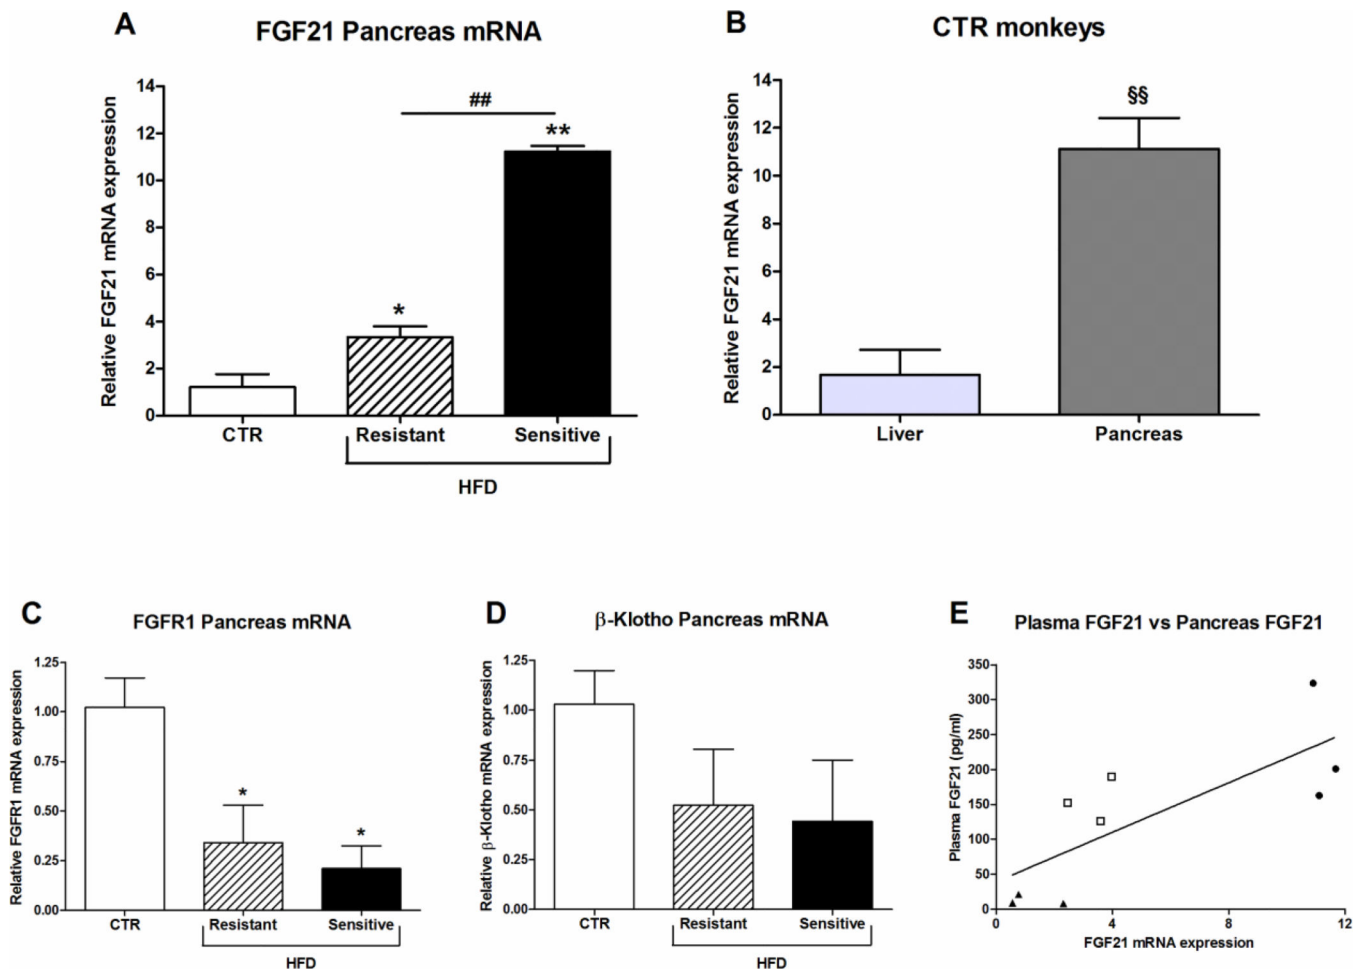 A
FGF21 Pancreas mRNA
Relative FGF21 mRNA expression
14
12
10
8
6
4
2
0
##
**
*
CTR
Resistant
Sensitive
HFD
B
CTR monkeys
Relative FGF21 mRNA expression
14
12
10
8
6
4
2
0
§§
Liver
Pancreas
C
FGFR1 Pancreas mRNA
Relative FGFR1 mRNA expression
1.25
1.00
0.75
0.50
0.25
0.00
*
*
CTR
Resistant
Sensitive
HFD
D
β-Klotho Pancreas mRNA
Relative β-Klotho mRNA expression
1.25
1.00
0.75
0.50
0.25
0.00
CTR
Resistant
Sensitive
HFD
E
Plasma FGF21 vs Pancreas FGF21
Plasma FGF21 (pg/ml)
350
300
250
200
150
100
50
0
0
4
8
12
FGF21 mRNA expression